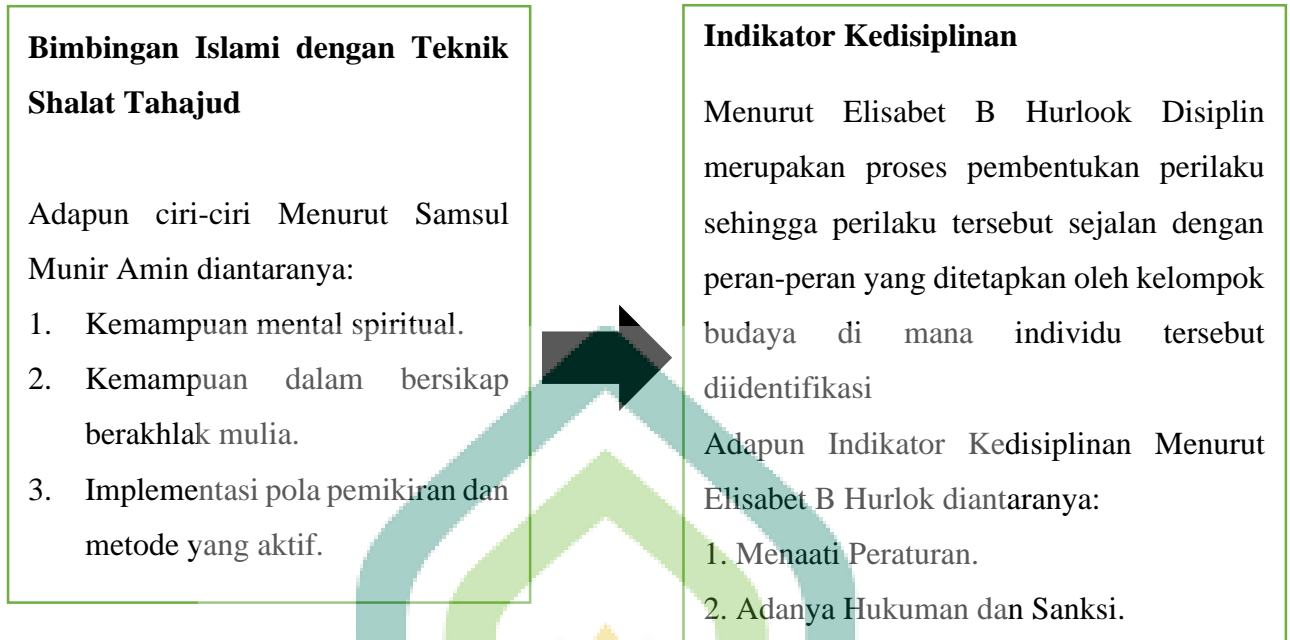 Bimbingan Islami dengan Teknik
Shalat Tahajud
Adapun ciri-ciri Menurut Samsul
Munir Amin diantaranya:
1. Kemampuan mental spiritual.
2. Kemampuan dalam bersikap
berakhlak mulia.
3. Implementasi pola pemikiran dan
metode yang aktif.
Indikator Kedisiplinan
Menurut Elisabet B Hurlook Disiplin
merupakan proses pembentukan perilaku
sehingga perilaku tersebut sejalan dengan
peran-peran yang ditetapkan oleh kelompok
budaya di mana individu tersebut
diidentifikasi
Adapun Indikator Kedisiplinan Menurut
Elisabet B Hurlok diantaranya:
1. Menaati Peraturan.
2. Adanya Hukuman dan Sanksi.